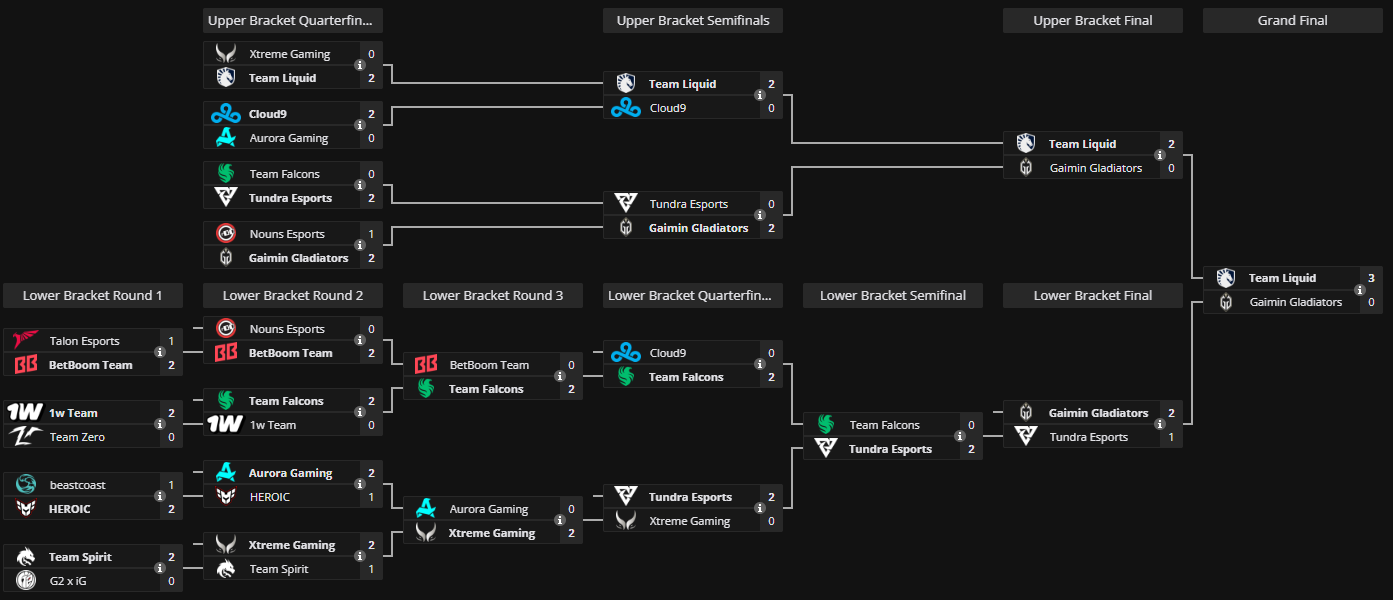 Upper Bracket Quarterfin...
Upper Bracket Semifinals
Upper Bracket Final
Grand Final
Xtreme Gaming 0
Team Liquid 2
Cloud9 2
Aurora Gaming 0
Team Falcons 0
Tundra Esports 2
Nouns Esports 1
Gaimin Gladiators 2
Team Liquid 2
Cloud9 0
Tundra Esports 0
Gaimin Gladiators 2
Team Liquid 2
Gaimin Gladiators 0
Team Liquid 3
Gaimin Gladiators 0
Lower Bracket Round 1
Lower Bracket Round 2
Lower Bracket Round 3
Lower Bracket Quarterfin...
Lower Bracket Semifinal
Lower Bracket Final
Talon Esports 1
BetBoom Team 2
1W 1w Team 2
Team Zero 0
beastcoast 1
HEROIC 2
Team Spirit 2
G2 x iG 0
Nouns Esports 0
BetBoom Team 2
Team Falcons 2
1W 1w Team 0
Aurora Gaming 2
HEROIC 1
Xtreme Gaming 2
Team Spirit 1
BetBoom Team 0
Team Falcons 2
Aurora Gaming 0
Xtreme Gaming 2
Cloud9 0
Team Falcons 2
Tundra Esports 2
Xtreme Gaming 0
Team Falcons 0
Tundra Esports 2
Gaimin Gladiators 2
Tundra Esports 1